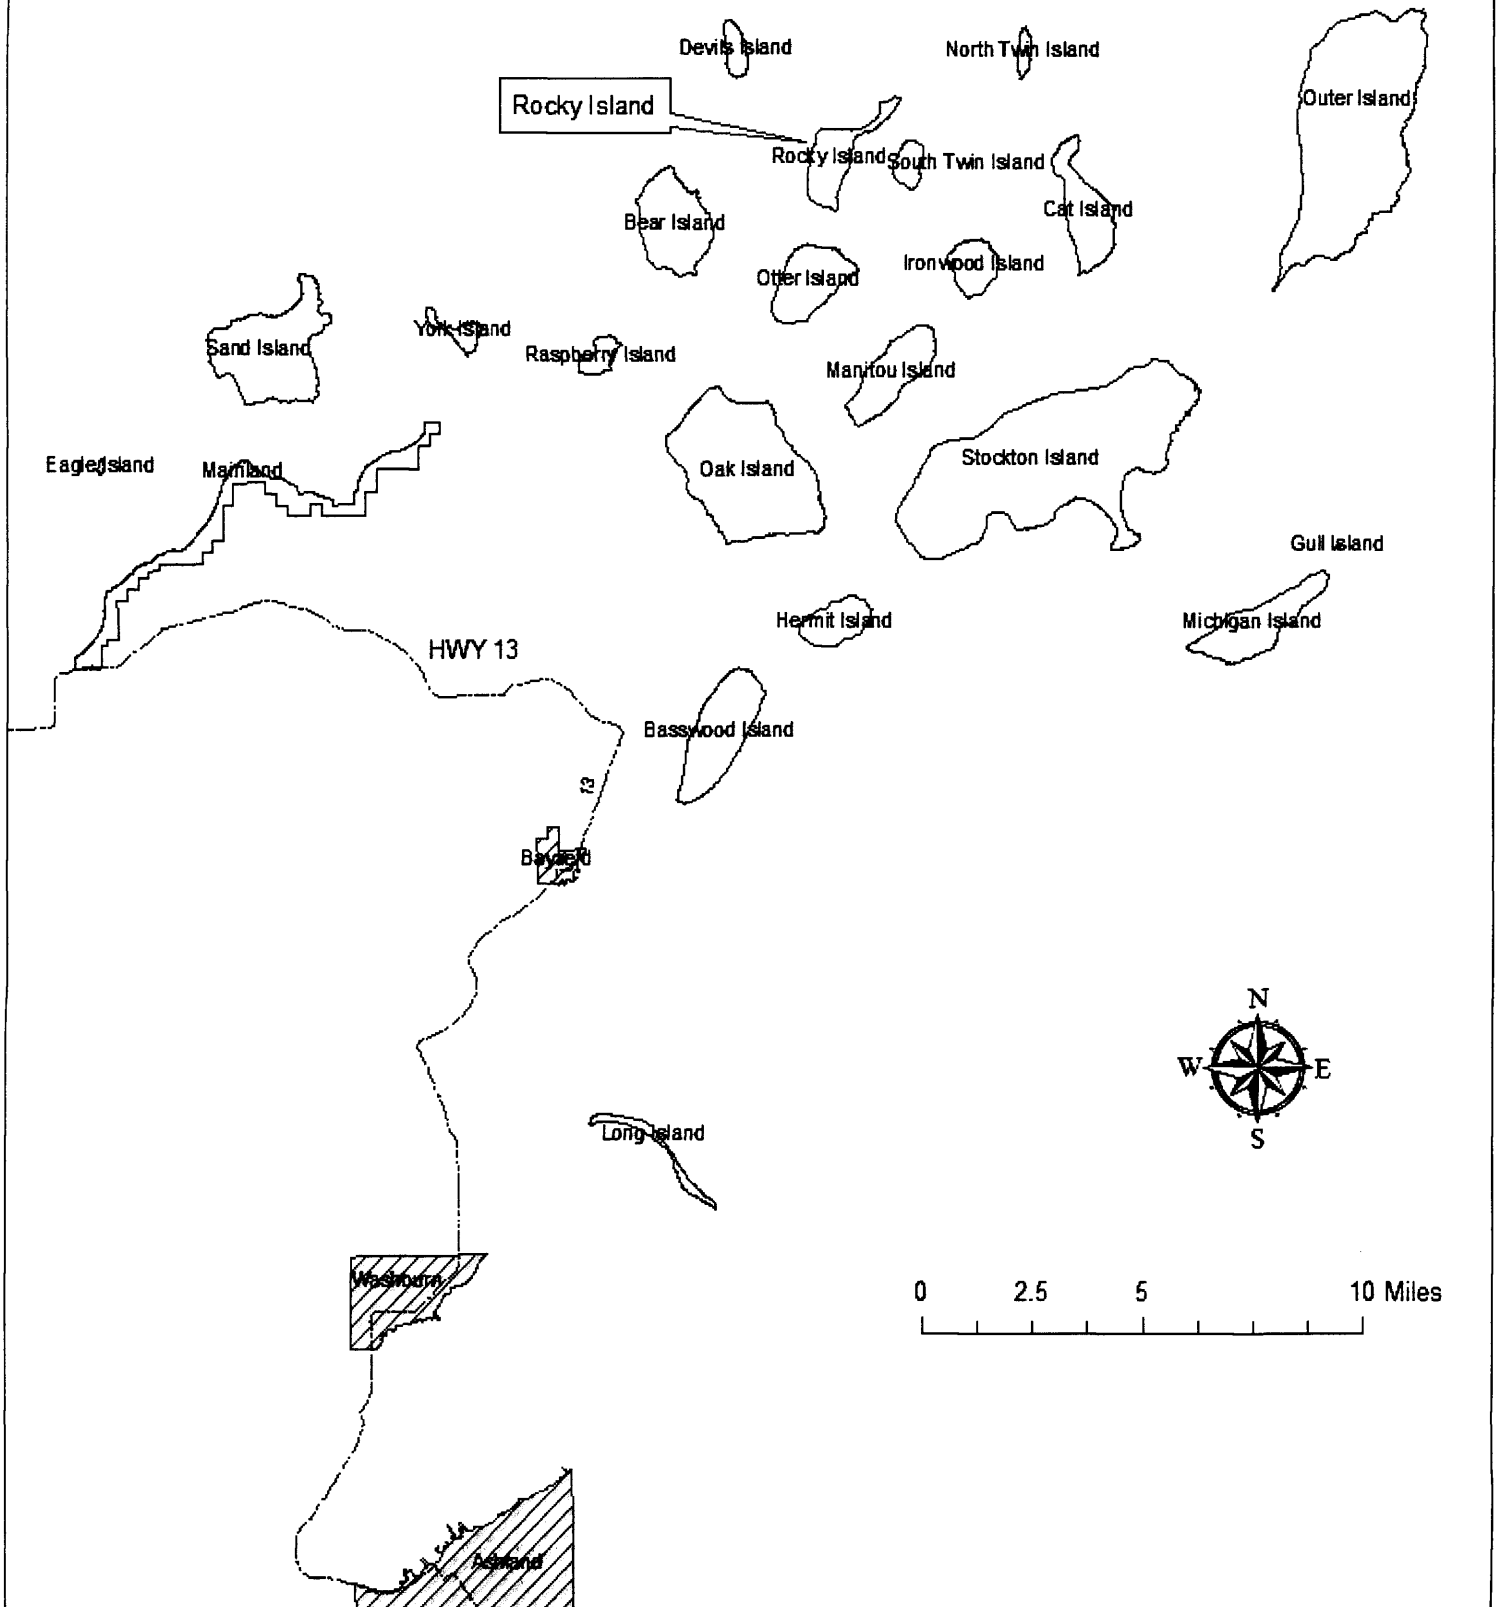 Devils Island
North Twin Island
Outer Island
Rocky Island
Rocky Island
South Twin Island
Cat Island
Bear Island
Otter Island
Ironwood Island
York Island
Sand Island
Raspberry Island
Manitou Island
Eagle Island
Mainland
Oak Island
Stockton Island
Gull Island
Hermit Island
Michigan Island
HWY 13
Basswood Island
13
Bayfield
N
W E
S
Long Island
Washburn
0 2.5 5 10 Miles
Ashland